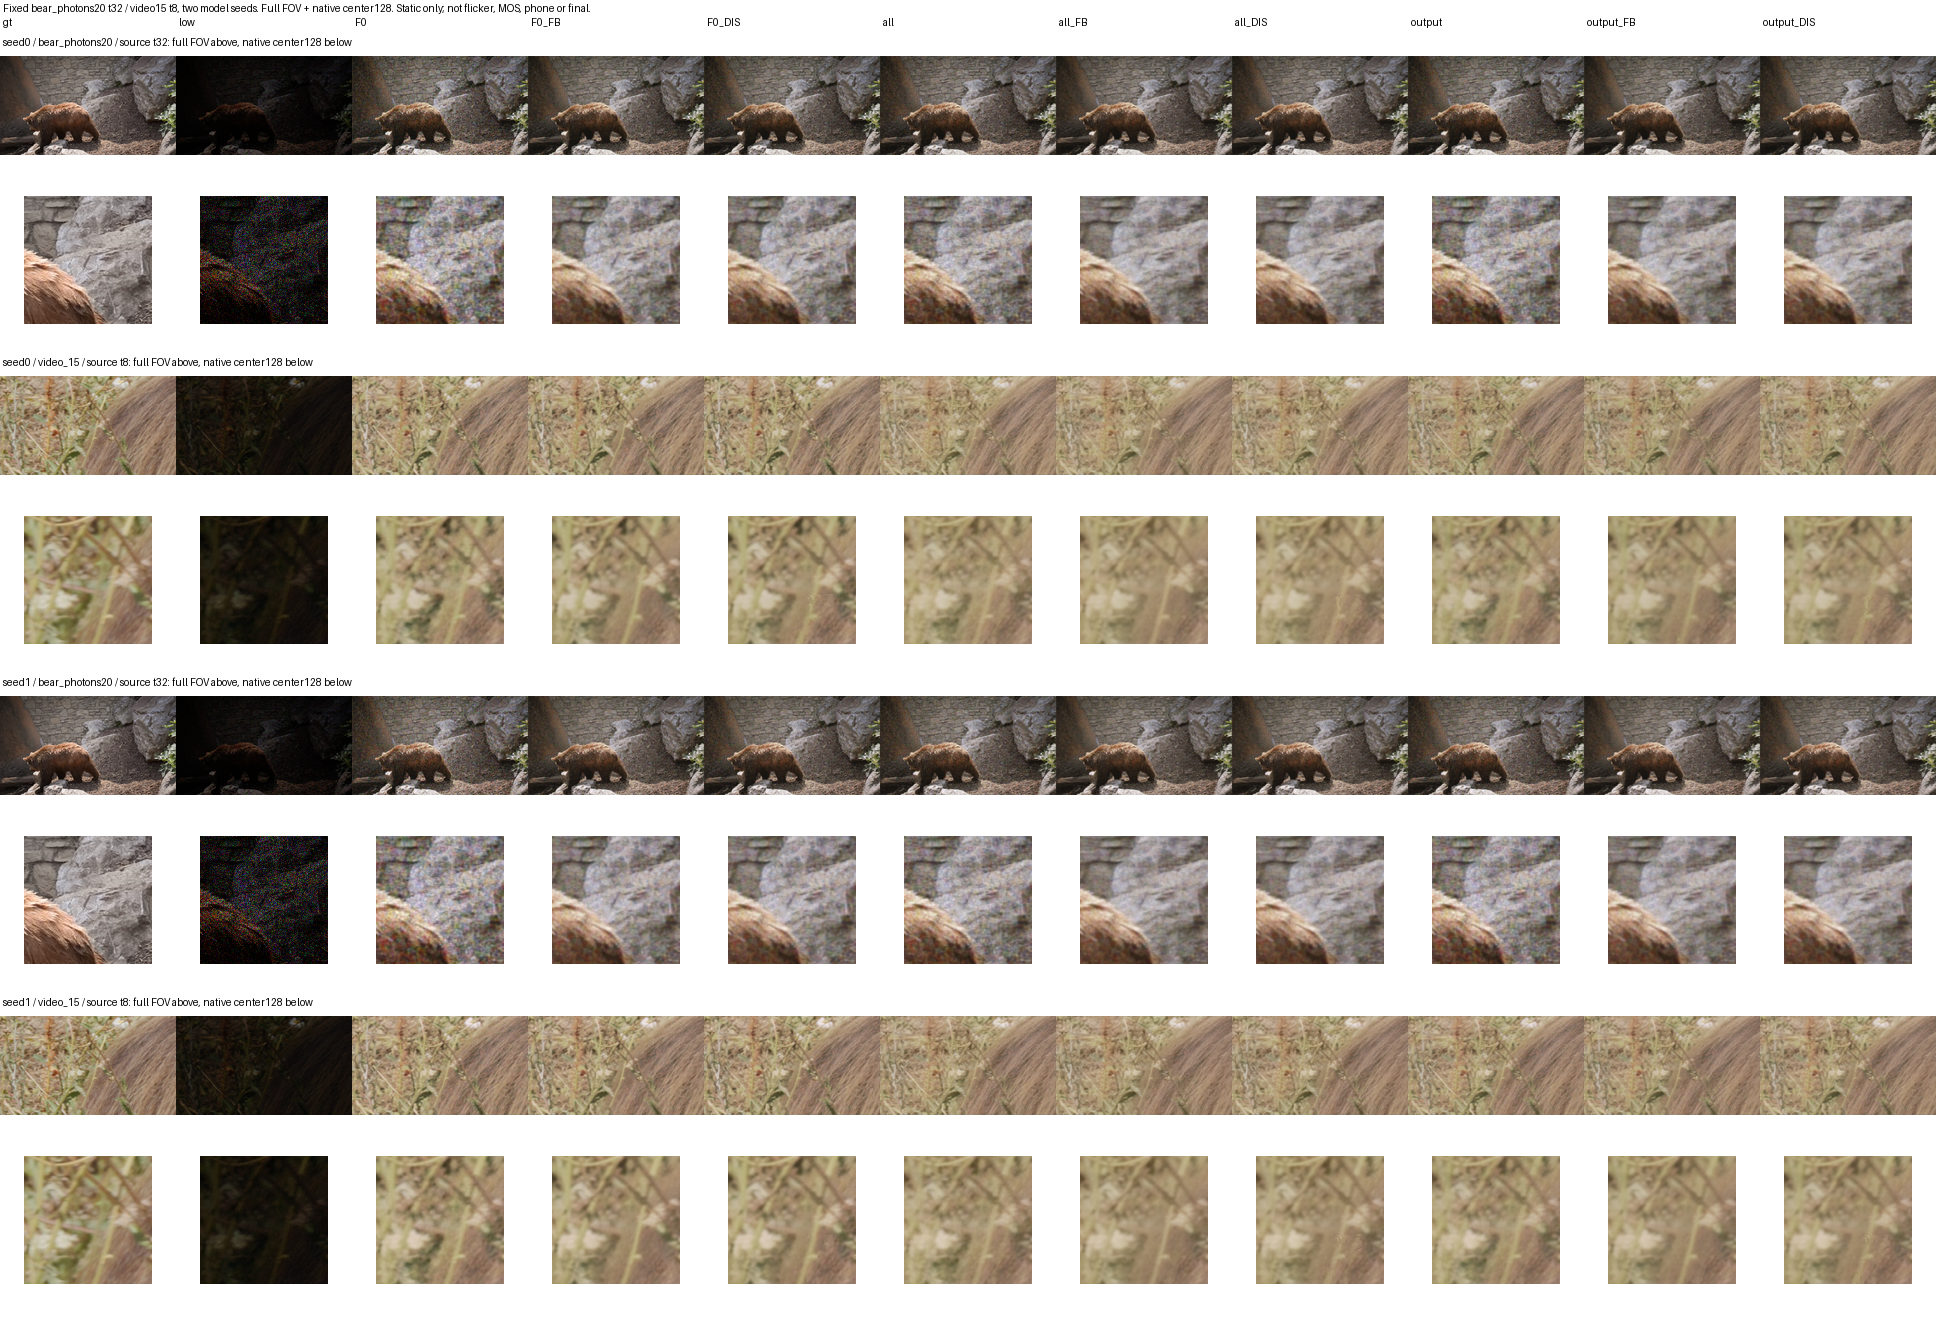 Fixed bear_photons20 t32 / video15 t8, two model seeds. Full FOV + native center128. Static only; not flicker, MOS, phone or final.
gt low F0 F0_FB F0_DIS all all_FB all_DIS output output_FB output_DIS
seed0 / bear_photons20 / source t32: full FOV above, native center128 below
seed0 / video_15 / source t8: full FOV above, native center128 below
seed1 / bear_photons20 / source t32: full FOV above, native center128 below
seed1 / video_15 / source t8: full FOV above, native center128 below